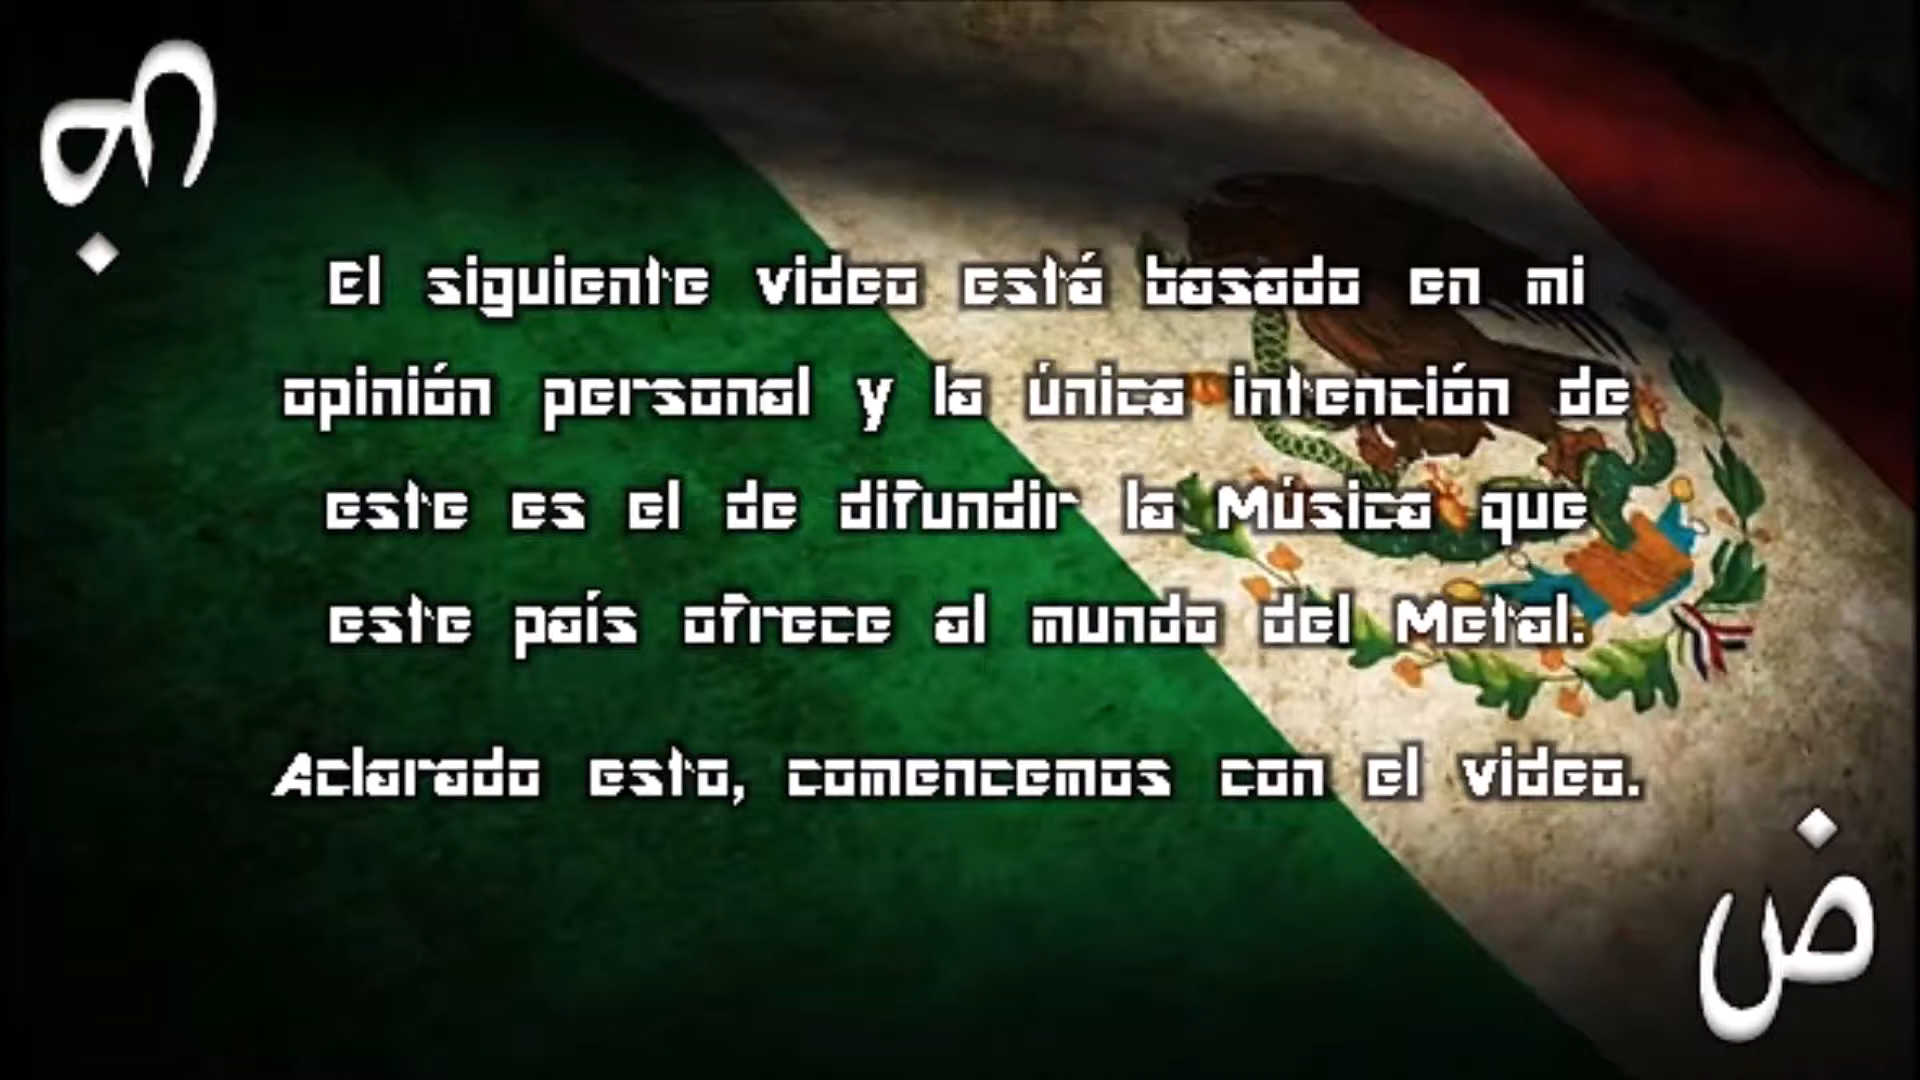 El siguiente video está basado en mi
opinión personal y la única intención de
este es el de difundir la Música que
este país ofrece al mundo del Metal.
Aclarado esto, comencemos con el video.
ض
ض